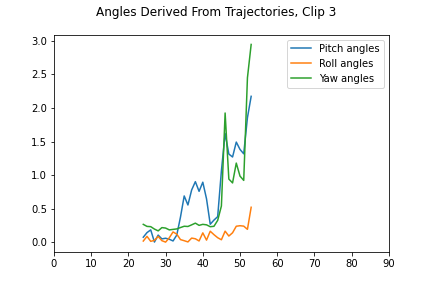 Angles Derived From Trajectories, Clip 3
3.0
2.5
2.0
1.5
1.0
0.5
0.0
Pitch angles
Roll angles
Yaw angles
0 10 20 30 40 50 60 70 80 90